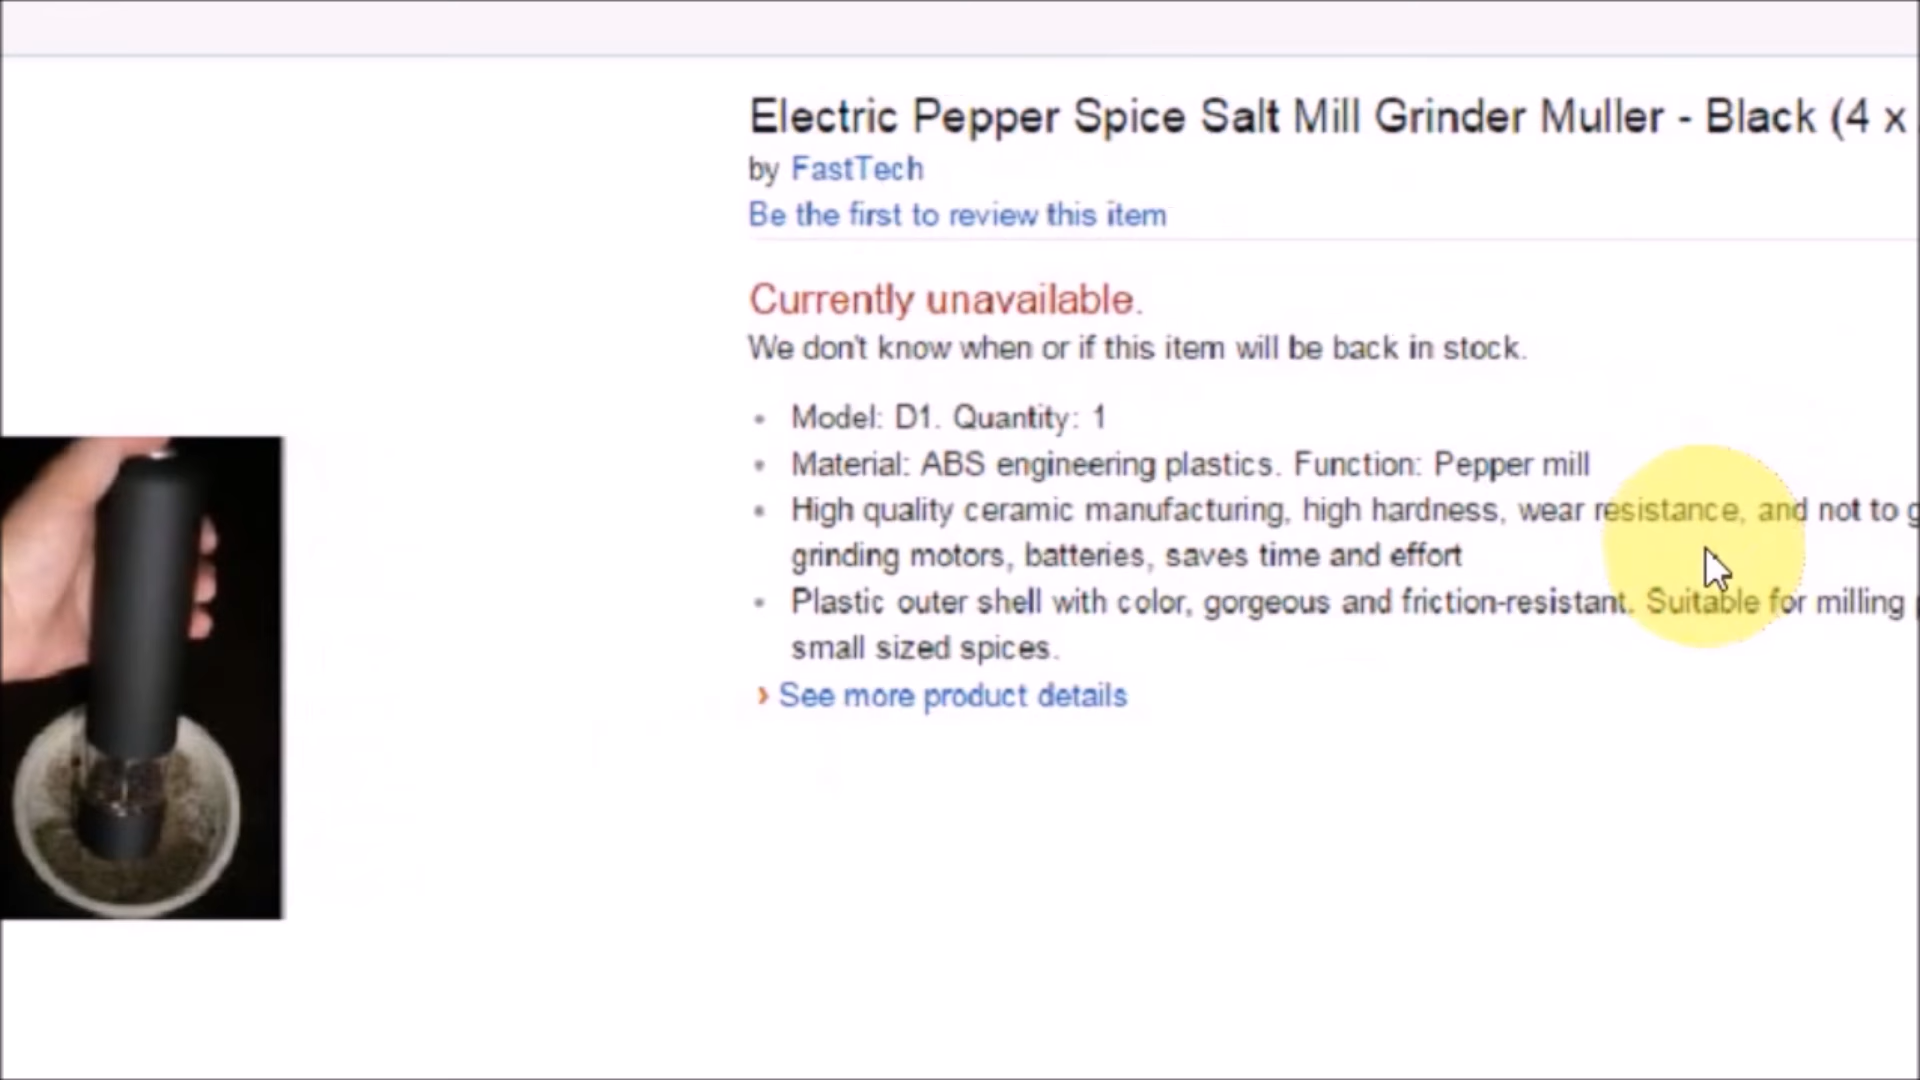 Electric Pepper Spice Salt Mill Grinder Muller - Black (4 x
by FastTech
Be the first to review this item
Currently unavailable.
We don't know when or if this item will be back in stock.
Model: D1. Quantity: 1
Material: ABS engineering plastics. Function: Pepper mill
High quality ceramic manufacturing, high hardness, wear resistance, and not to
grinding motors, batteries, saves time and effort
Plastic outer shell with color, gorgeous and friction-resistant. Suitable for milling
small sized spices.
› See more product details